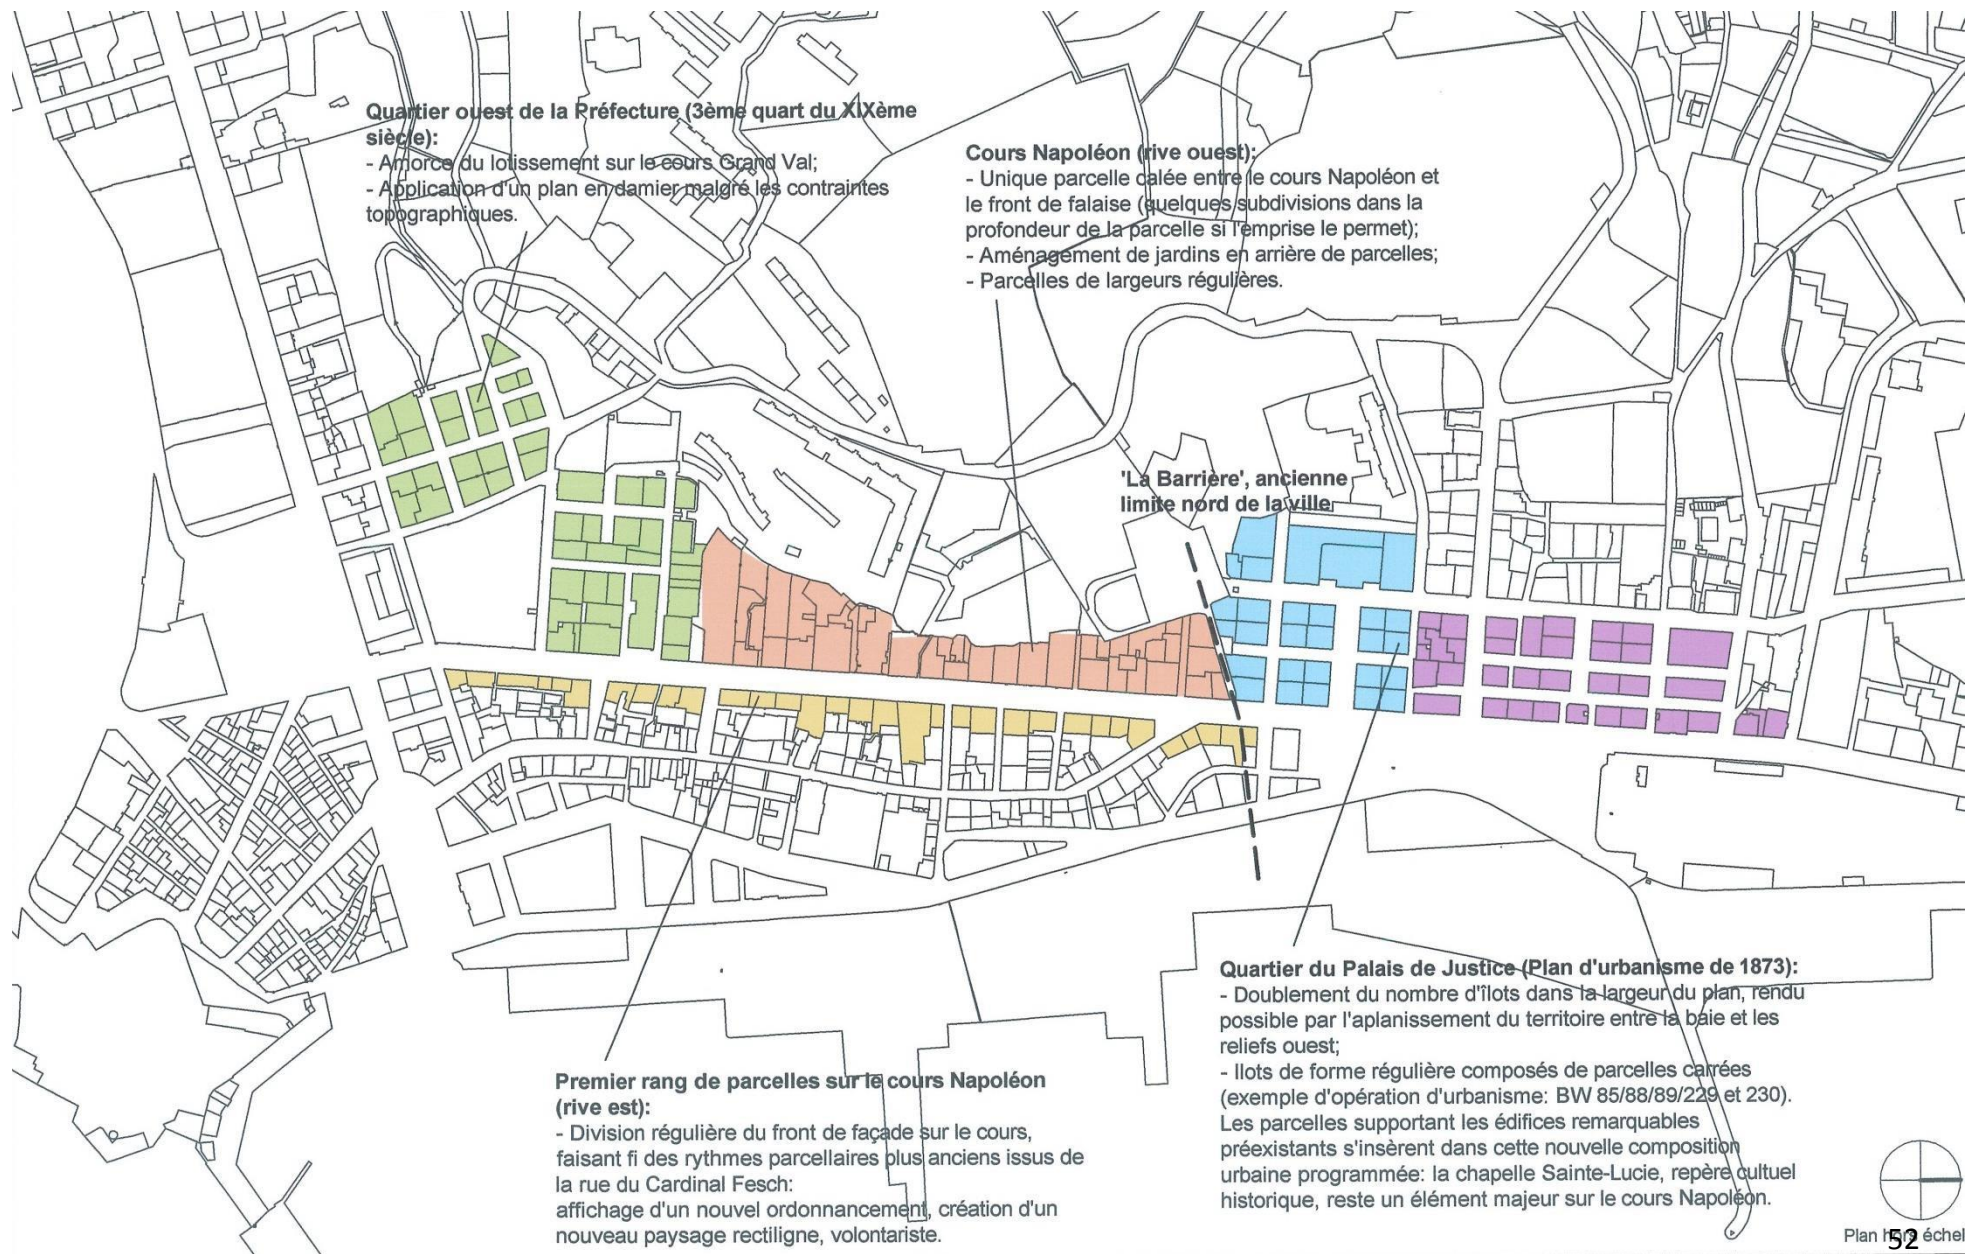 Quartier ouest de la Préfecture (3ème quart du XIXème
siècle):
- Amorce du lotissement sur le cours Grand Val;
- Application d'un plan en damier malgré les contraintes
topographiques.
Cours Napoléon (rive ouest):
- Unique parcelle calée entre le cours Napoléon et
le front de falaise (quelques subdivisions dans la
profondeur de la parcelle si l'emprise le permet);
- Aménagement de jardins en arrière de parcelles;
- Parcelles de largeurs régulières.
'La Barrière', ancienne
limite nord de la ville
Quartier du Palais de Justice (Plan d'urbanisme de 1873):
- Doublement du nombre d'îlots dans la largeur du plan, rendu
possible par l'aplanissement du territoire entre la baie et les
reliefs ouest;
- Ilots de forme régulière composés de parcelles carrées
(exemple d'opération d'urbanisme: BW 85/88/89/229 et 230).
Les parcelles supportant les édifices remarquables
préexistants s'insèrent dans cette nouvelle composition
urbaine programmée: la chapelle Sainte-Lucie, repère cultuel
historique, reste un élément majeur sur le cours Napoléon.
Premier rang de parcelles sur le cours Napoléon
(rive est):
- Division régulière du front de façade sur le cours,
faisant fi des rythmes parcellaires plus anciens issus de
la rue du Cardinal Fesch:
affichage d'un nouvel ordonnancement, création d'un
nouveau paysage rectiligne, volontariste.
Plan hors échel
52